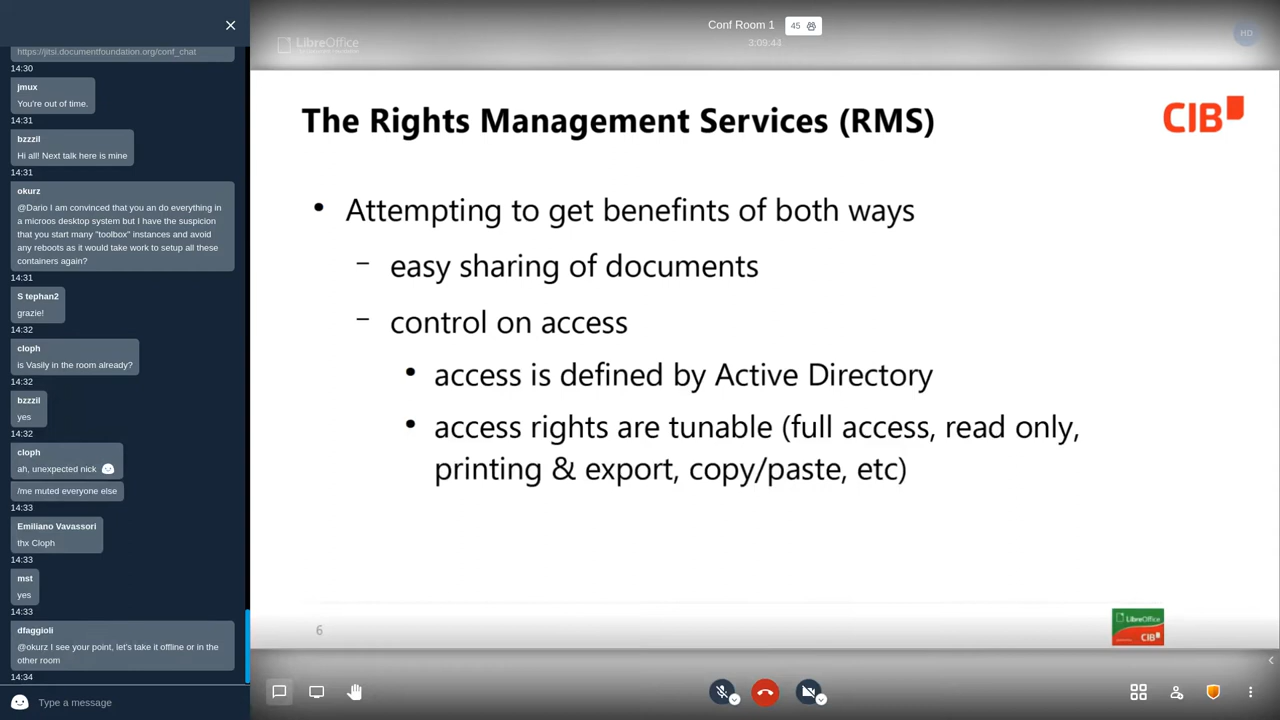 https://jitsi.documentfoundation.org/conf_chat
14:30
jmux
You're out of time.
14:31
bzzzil
Hi all! Next talk here is mine
14:31
okurz
@Dario I am convinced that you an do everything in
a microos desktop system but I have the suspicion
that you start many "toolbox" instances and avoid
any reboots as it would take work to setup all these
containers again?
14:31
S tephan2
grazie!
14:32
cloph
is Vasily in the room already?
14:32
bzzzil
yes
14:32
cloph
ah, unexpected nick
/me muted everyone else
14:33
Emiliano Vavassori
thx Cloph
14:33
mst
yes
14:33
dfaggioli
@okurz I see your point, let's take it offline or in the
other room
14:34
Type a message
LibreOffice
Conf Room 1
45
3:09:44
HD
The Rights Management Services (RMS)
CIB
• Attempting to get benefints of both ways
– easy sharing of documents
– control on access
• access is defined by Active Directory
• access rights are tunable (full access, read only,
printing & export, copy/paste, etc)
6
LibreOffice
CIB